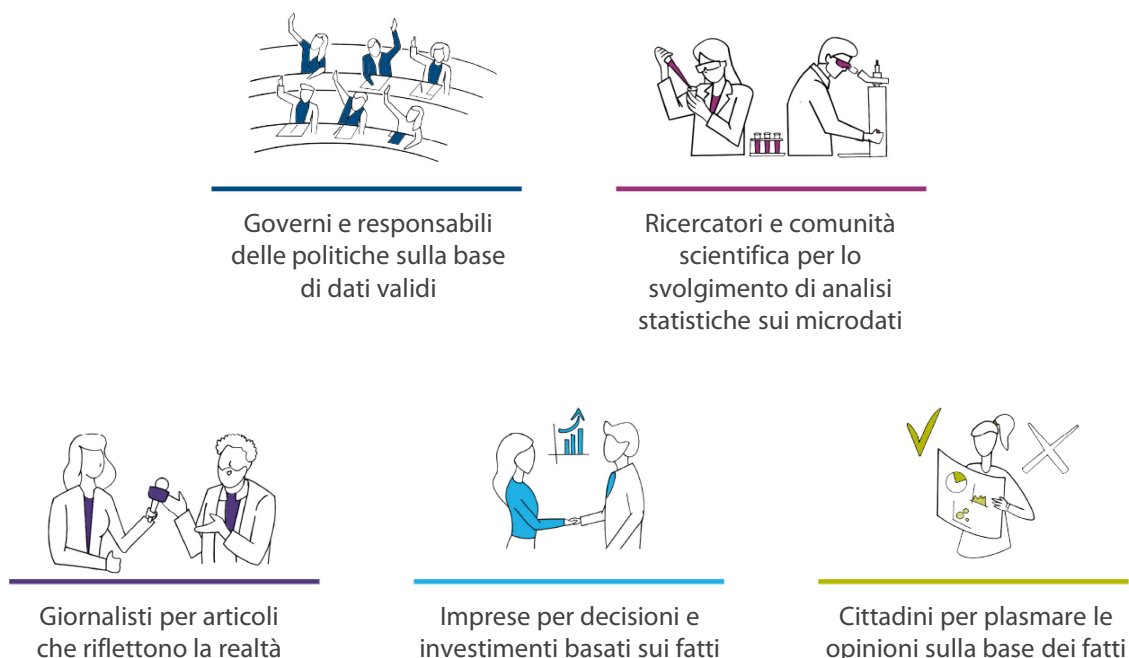 Governi e responsabili
delle politiche sulla base
di dati validi
Ricercatori e comunità
scientifica per lo
svolgimento di analisi
statistiche sui microdati
Giornalisti per articoli
che riflettono la realtà
Imprese per decisioni e
investimenti basati sui fatti
Cittadini per plasmare le
opinioni sulla base dei fatti